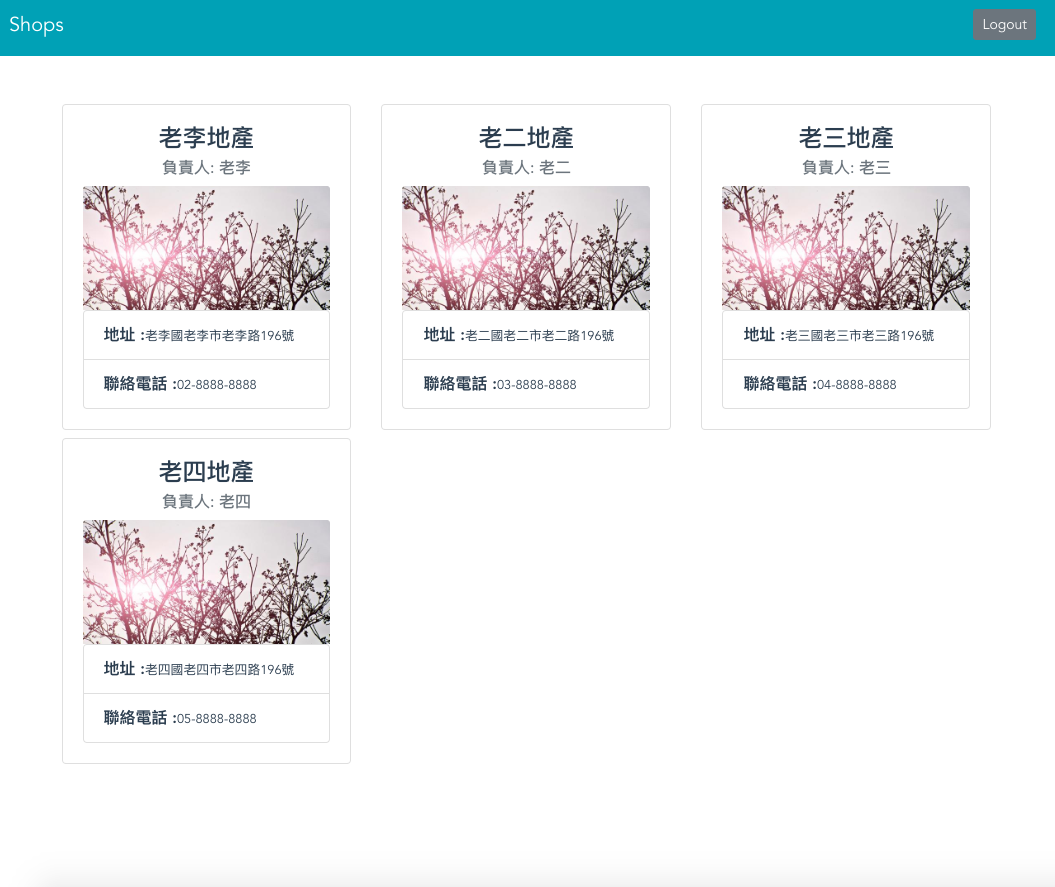 Shops
Logout
老李地產
負責人: 老李
地址 :老李國老李市老李路196號
聯絡電話 :02-8888-8888
老二地產
負責人: 老二
地址 :老二國老二市老二路196號
聯絡電話 :03-8888-8888
老三地產
負責人: 老三
地址 :老三國老三市老三路196號
聯絡電話 :04-8888-8888
老四地產
負責人: 老四
地址 :老四國老四市老四路196號
聯絡電話 :05-8888-8888